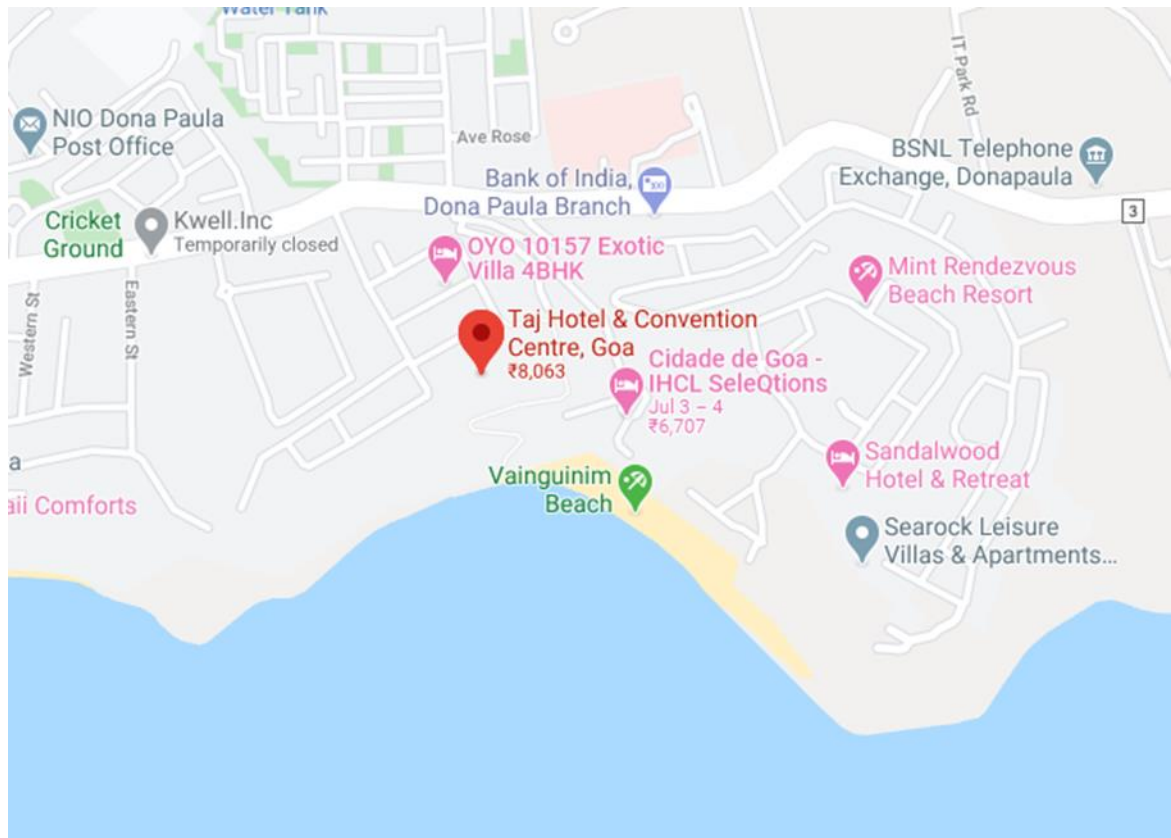 Water Tank
NIO Dona Paula
Post Office
Ave Rose
IT Park Rd
BSNL Telephone
Exchange, Donapaula
Bank of India,
Dona Paula Branch
3
Cricket
Ground
Kwell.Inc
Temporarily closed
OYO 10157 Exotic
Villa 4BHK
Mint Rendezvous
Beach Resort
Western St
Eastern St
Taj Hotel & Convention
Centre, Goa
₹8,063
Cidade de Goa -
IHCL SeleQtions
Jul 3 – 4
₹6,707
a
aii Comforts
Vainguinim
Beach
Sandalwood
Hotel & Retreat
Searock Leisure
Villas & Apartments...